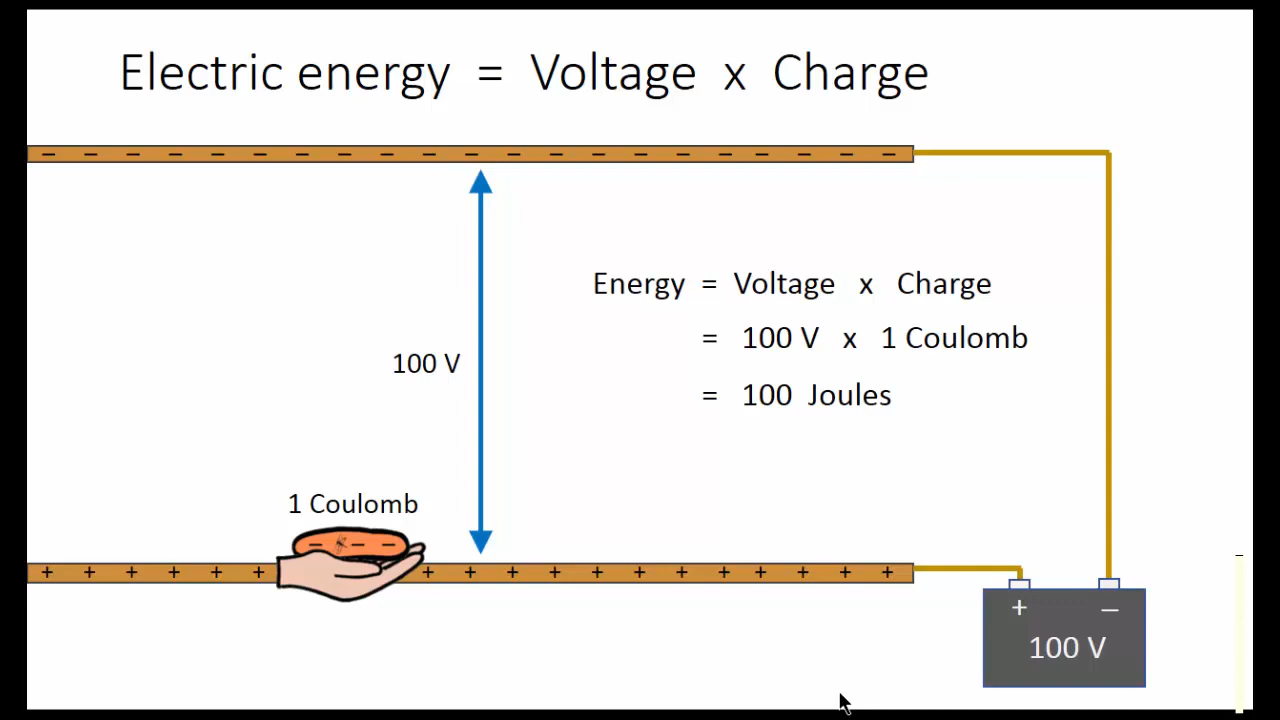 Electric energy = Voltage x Charge
− − − − − − − − − − − − − − − − − − − − −
Energy = Voltage x Charge
= 100 V x 1 Coulomb
100 V
= 100 Joules
1 Coulomb
− − −
+ + + + + + + + + + + + + + + + + +
+ −
100 V